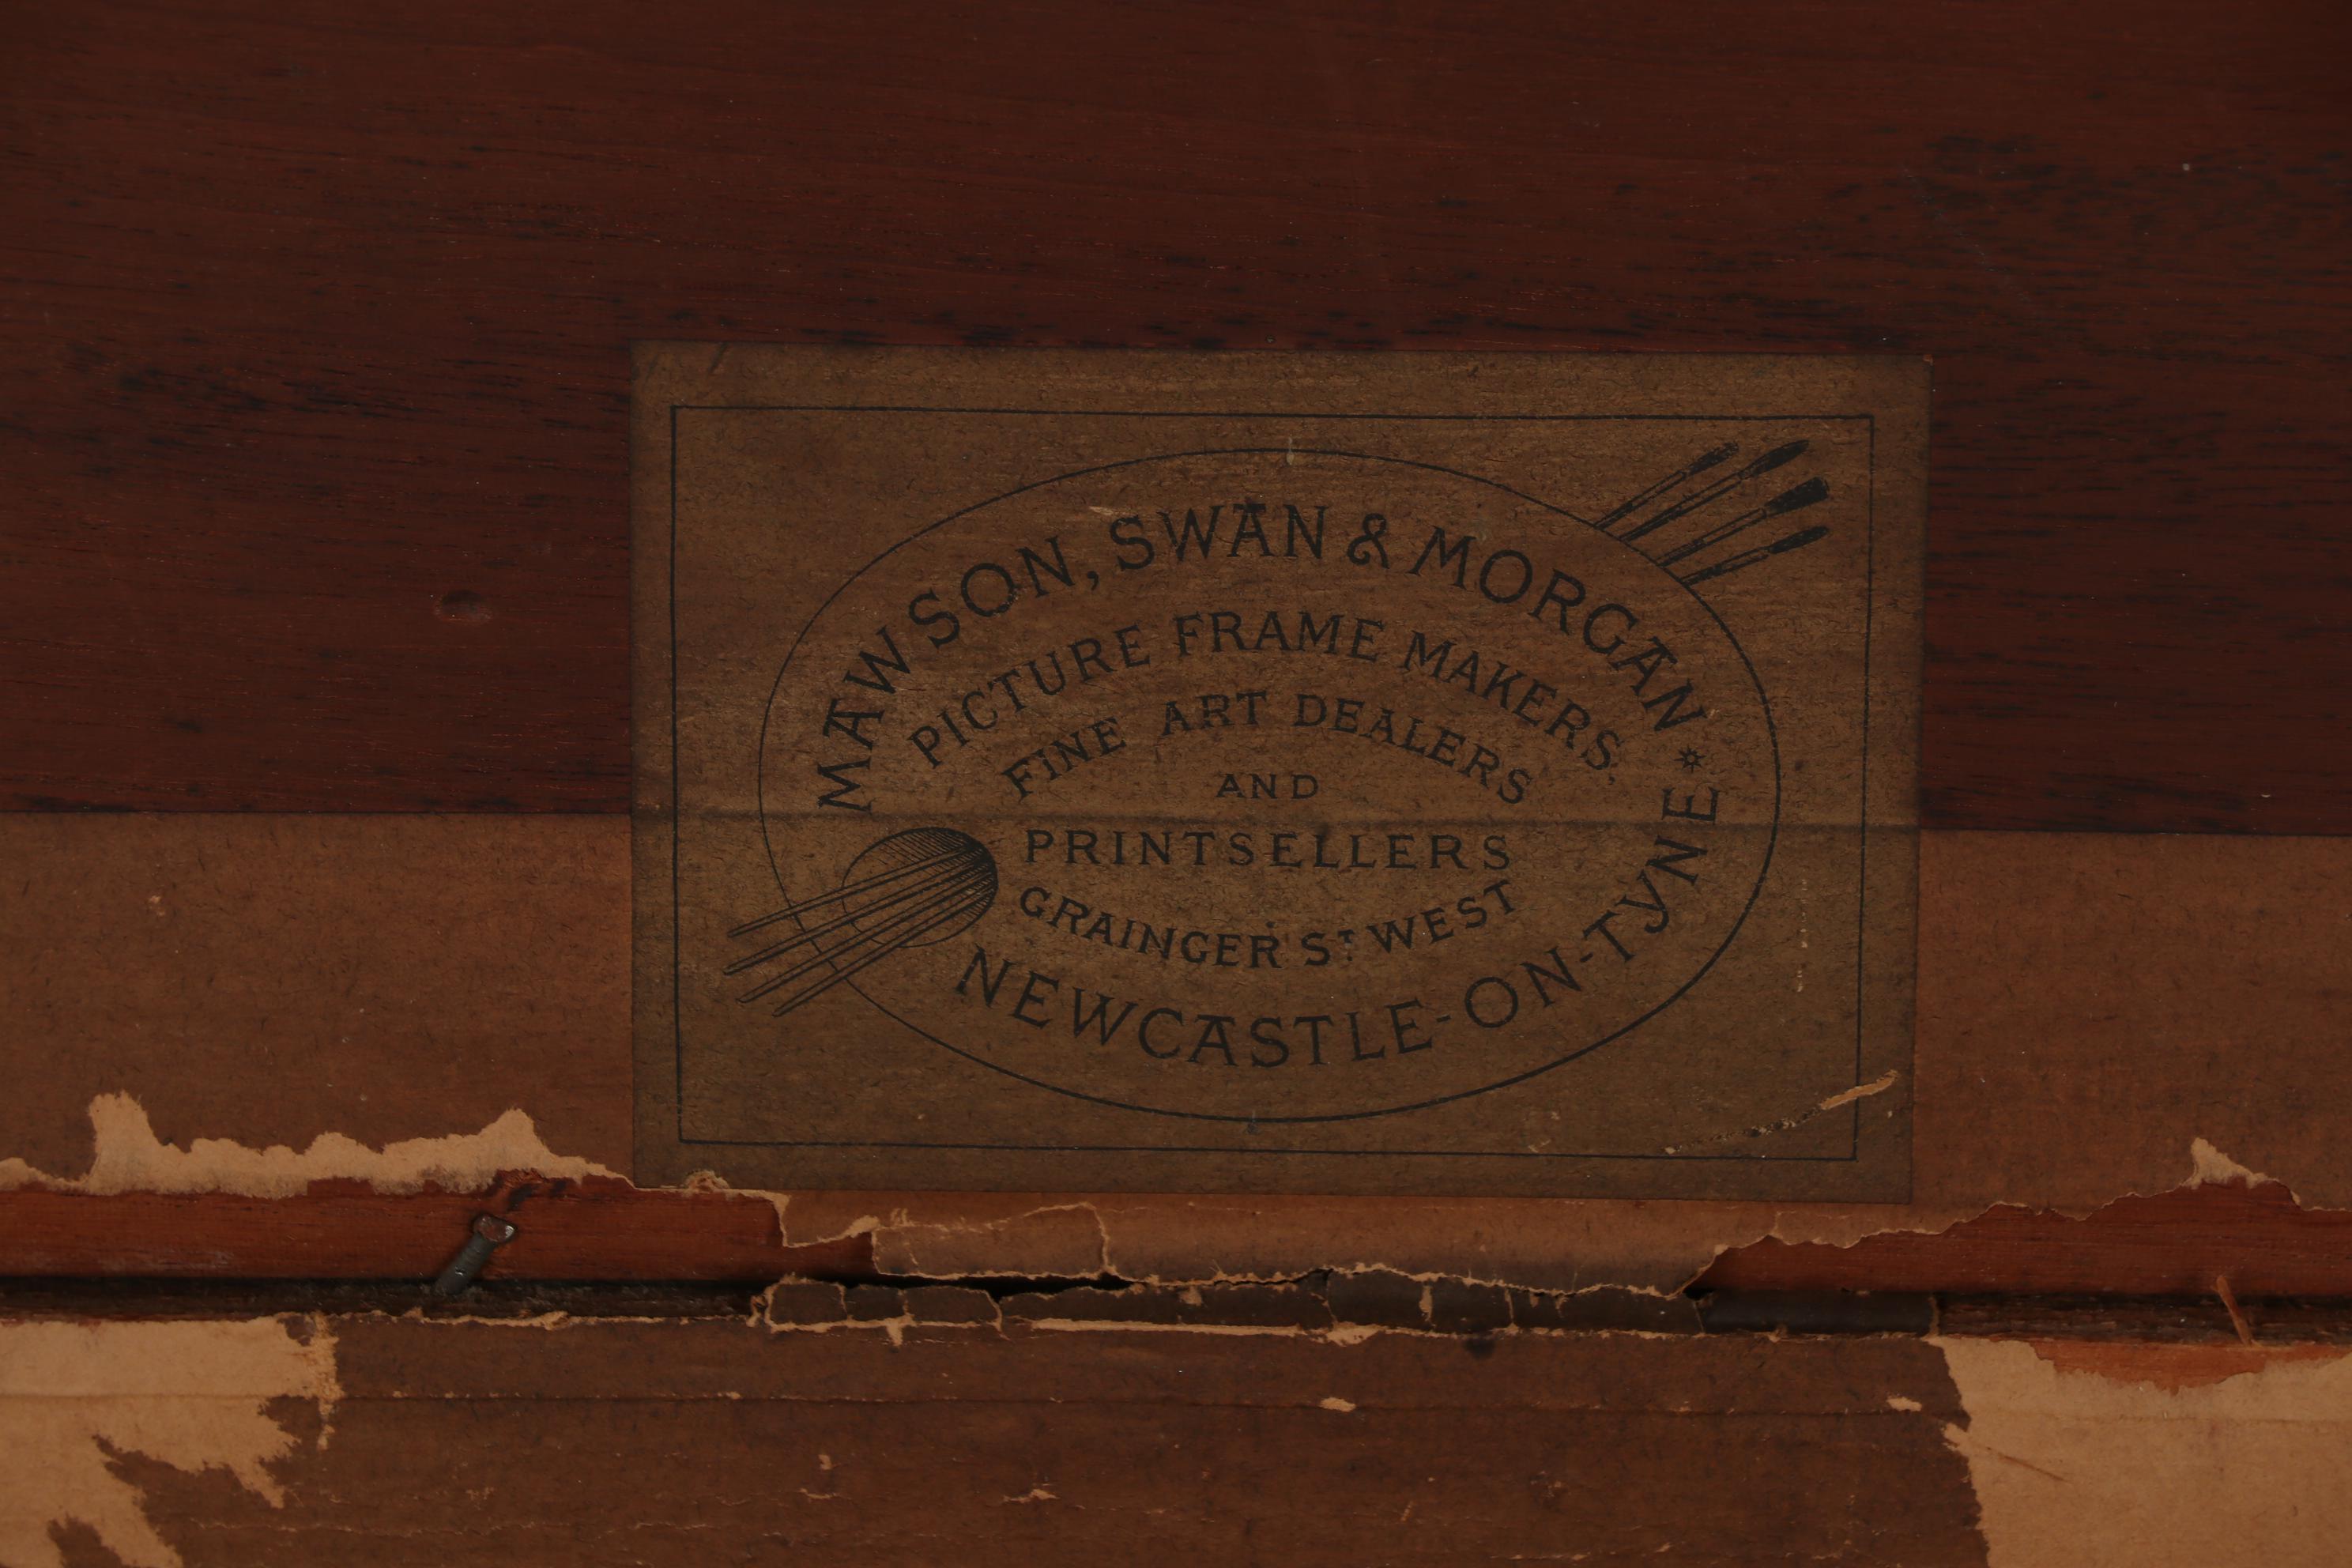 MAWSON, SWAN & MORGAN
PICTURE FRAME MAKERS,
FINE ART DEALERS
AND
PRINTSELLERS
GRAINGER ST WEST
NEWCASTLE-ON-TYNE